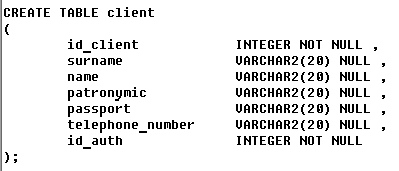 CREATE TABLE client
(
id_client INTEGER NOT NULL ,
surname VARCHAR2(20) NULL ,
name VARCHAR2(20) NULL ,
patronymic VARCHAR2(20) NULL ,
passport VARCHAR2(20) NULL ,
telephone_number VARCHAR2(20) NULL ,
id_auth INTEGER NOT NULL
);